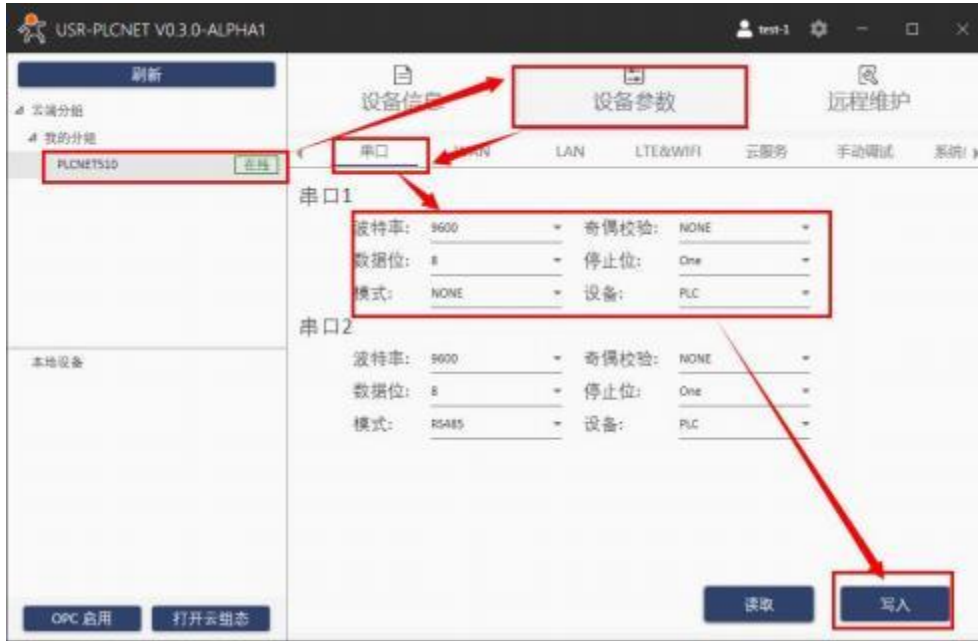 USR-PLCNET V0.3.0-ALPHA1
test-1
刷新
云端分组
我的分组
PLCNET510 在线
本地设备
OPC 启用 打开云组态
设备信息 设备参数 远程维护
串口 WAN LAN LTE&WIFI 云服务 手动调试
串口1
波特率: 9600 奇偶校验: NONE
数据位: 8 停止位: One
模式: NONE 设备: PLC
串口2
波特率: 9600 奇偶校验: NONE
数据位: 8 停止位: One
模式: RS485 设备: PLC
读取 写入